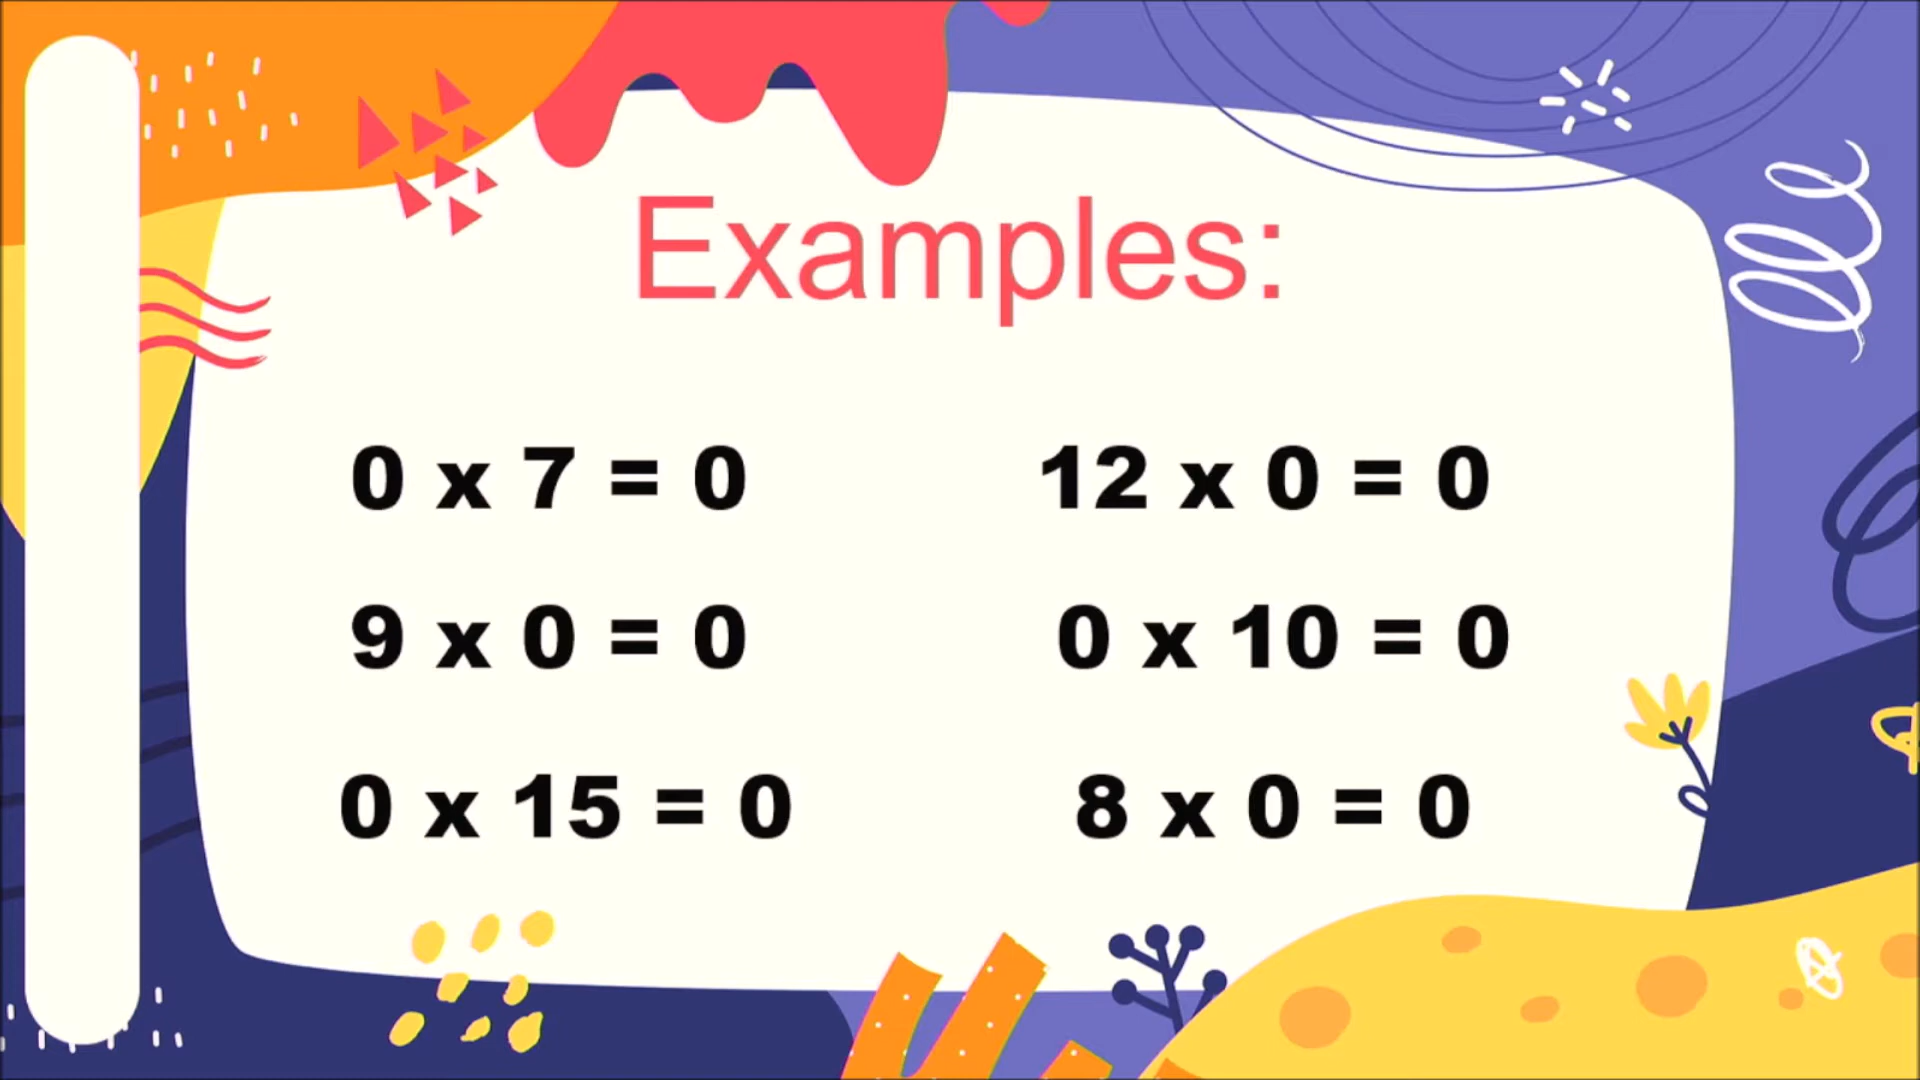 Examples:
0 x 7 = 0
12 x 0 = 0
9 x 0 = 0
0 x 10 = 0
0 x 15 = 0
8 x 0 = 0